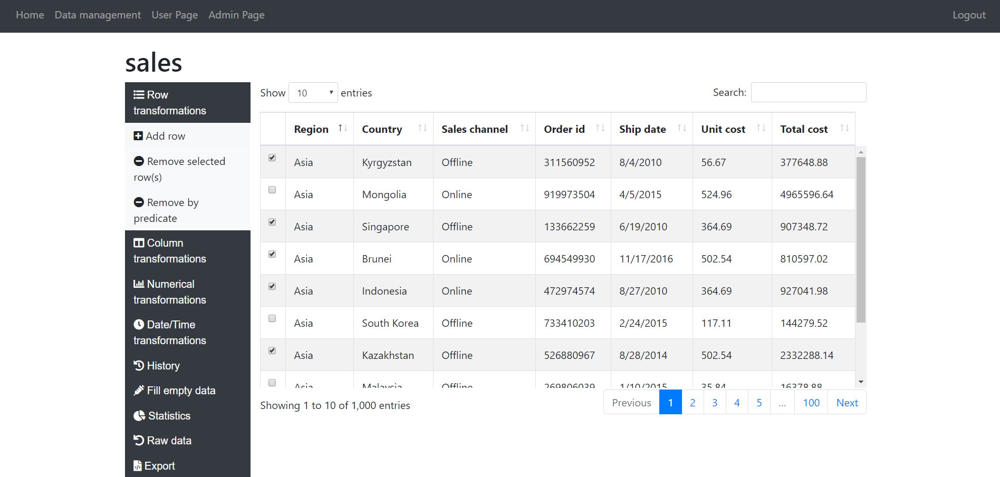 Home Data management User Page Admin Page Logout
sales
Row
transformations
Add row
Remove selected
row(s)
Remove by
predicate
Column
transformations
Numerical
transformations
Date/Time
transformations
History
Fill empty data
Statistics
Raw data
Export
Show 10 entries Search:
Region Country Sales channel Order id Ship date Unit cost Total cost
Asia Kyrgyzstan Offline 311560952 8/4/2010 56.67 377648.88
Asia Mongolia Online 919973504 4/5/2015 524.96 4965596.64
Asia Singapore Offline 133662259 6/19/2010 364.69 907348.72
Asia Brunei Online 694549930 11/17/2016 502.54 810597.02
Asia Indonesia Online 472974574 8/27/2010 364.69 927041.98
Asia South Korea Offline 733410203 2/24/2015 117.11 144279.52
Asia Kazakhstan Offline 526880967 8/28/2014 502.54 2332288.14
Asia Malaysia Offline 269806039 1/10/2015 35.84 16378.88
Showing 1 to 10 of 1,000 entries
Previous 1 2 3 4 5 ... 100 Next